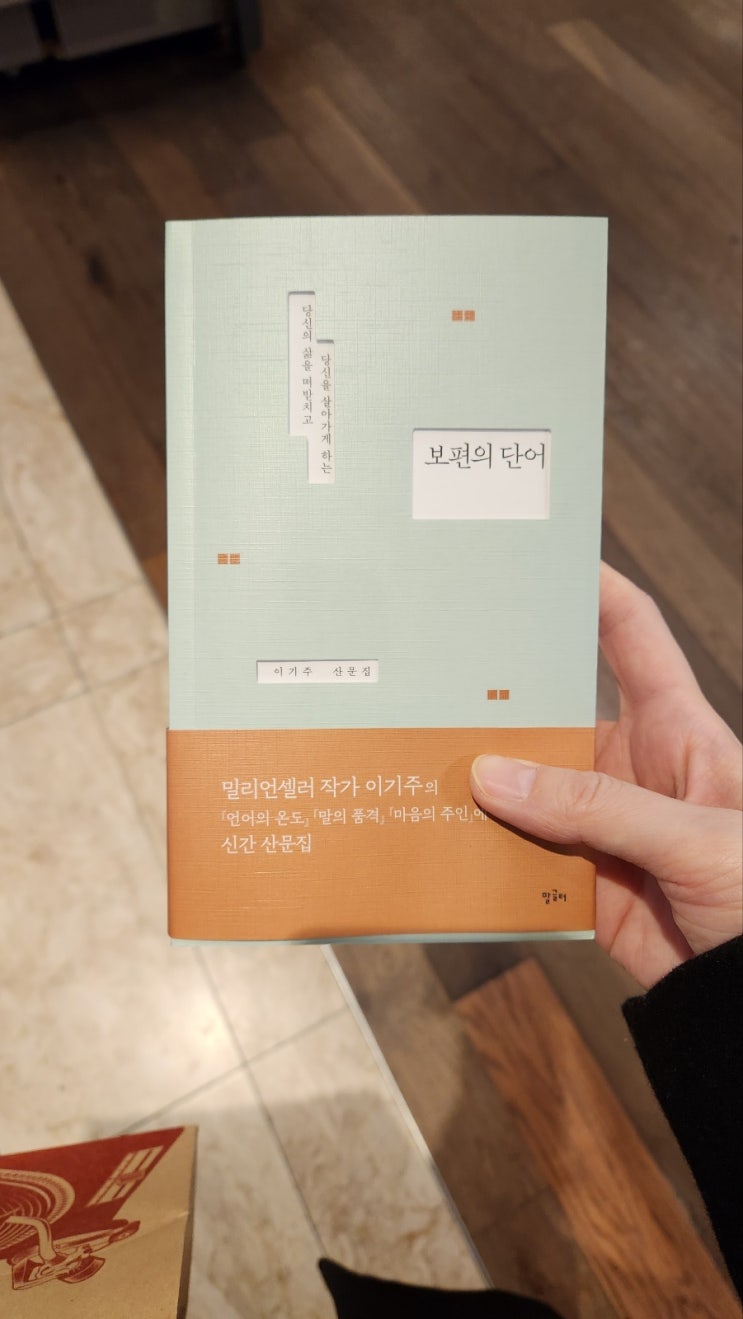 당신의 삶을 떠받치고
당신을 살아가게 하는
보편의 단어
이기주 산문집
밀리언셀러 작가 이기주의
『언어의 온도』 『말의 품격』 『마음의 주인』에
신간 산문집
말글터